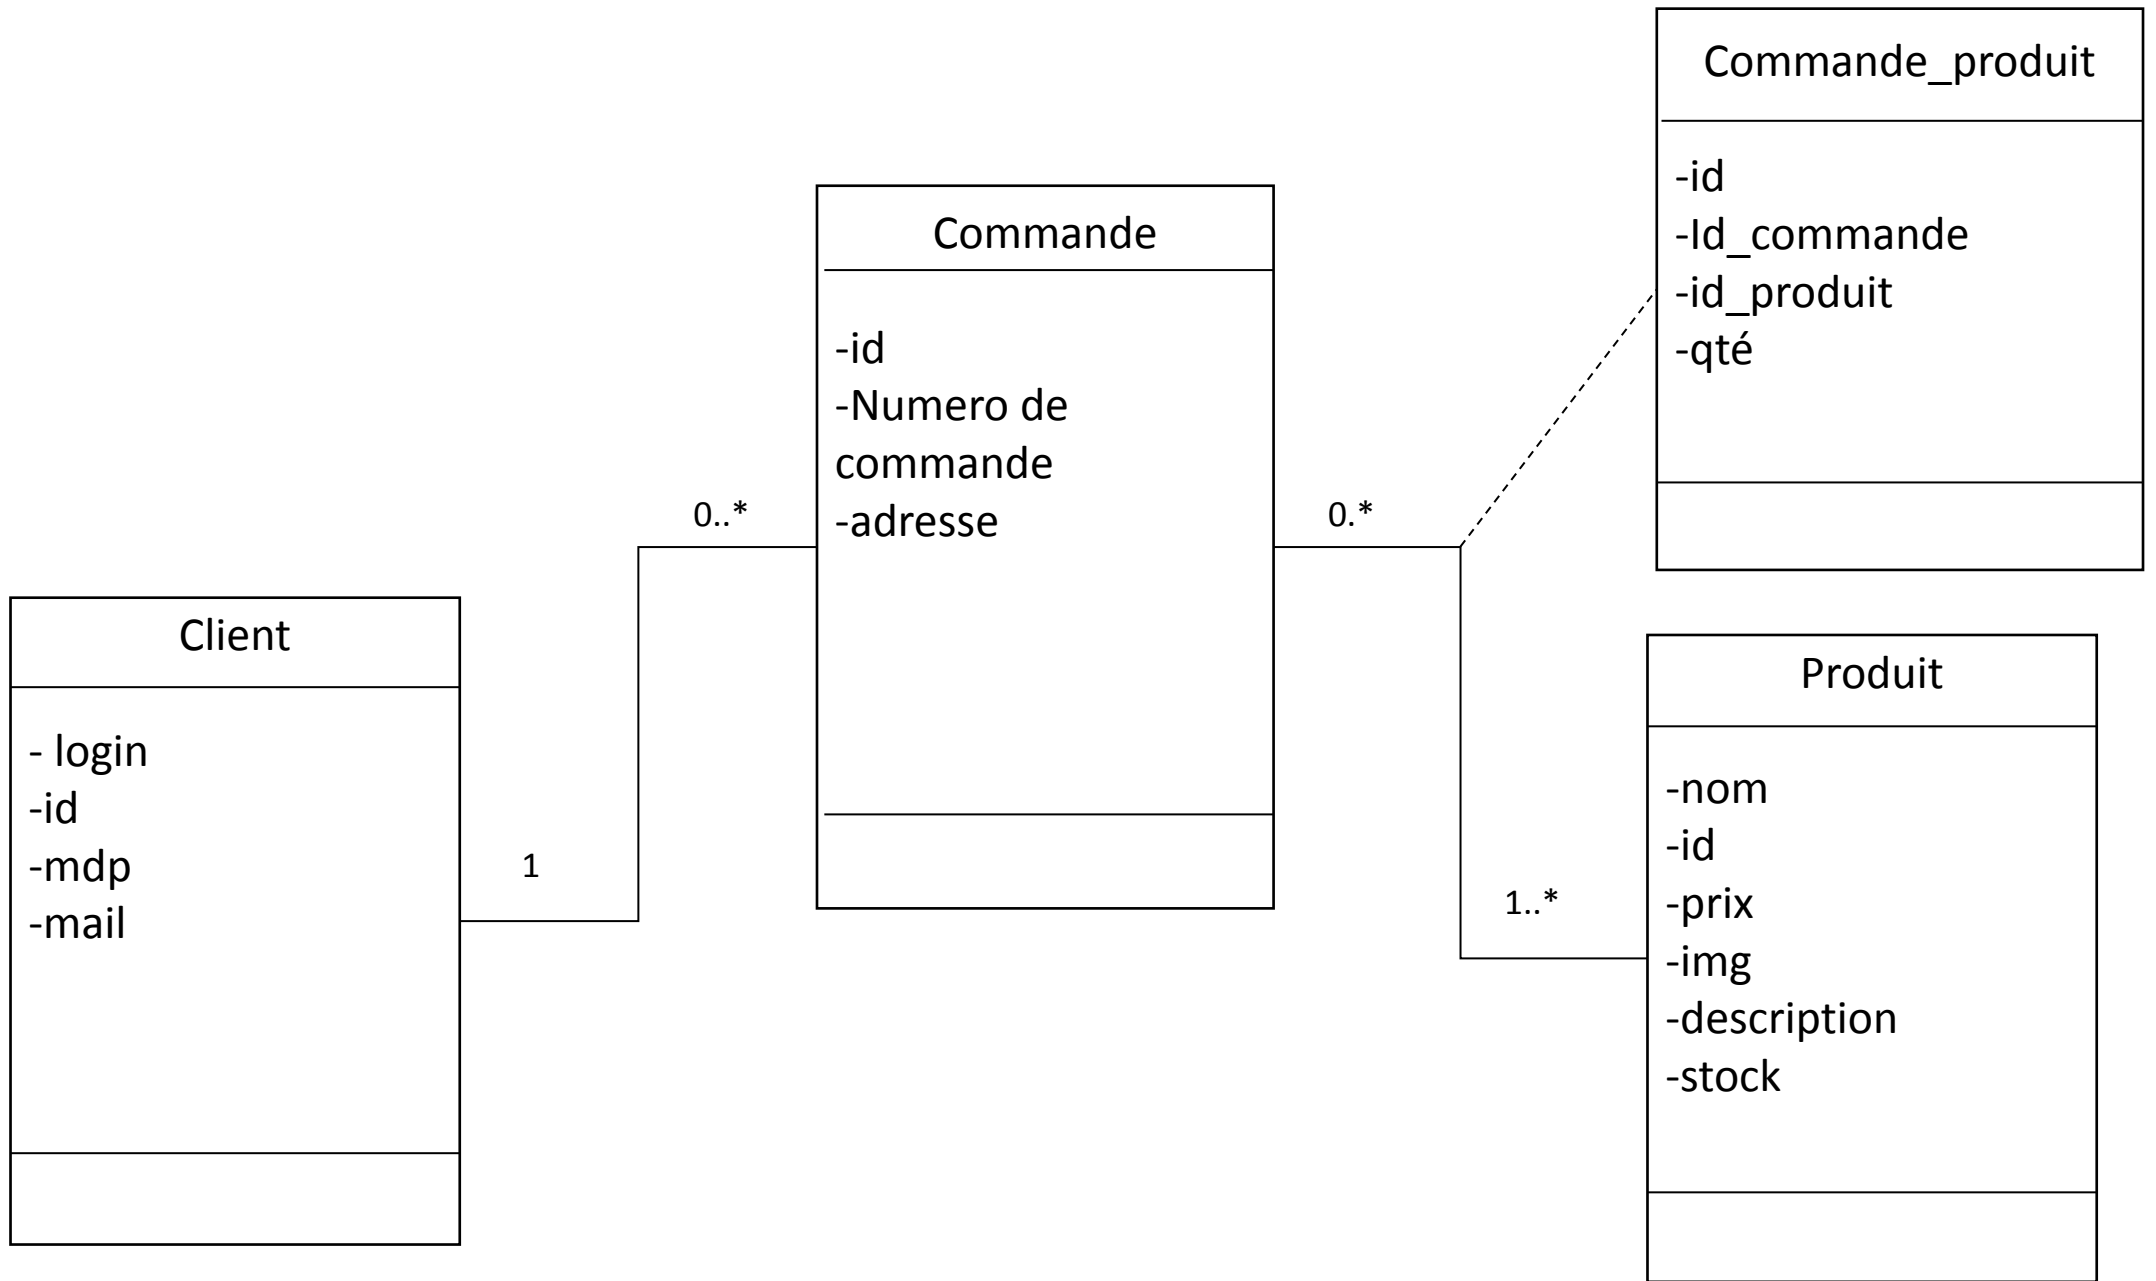 Commande_produit
-id
-Id_commande
-id_produit
-qté
Commande
-id
-Numero de
commande
-adresse
0..*
0.*
Client
- login
-id
-mdp
-mail
1
Produit
-nom
-id
-prix
-img
-description
-stock
1..*